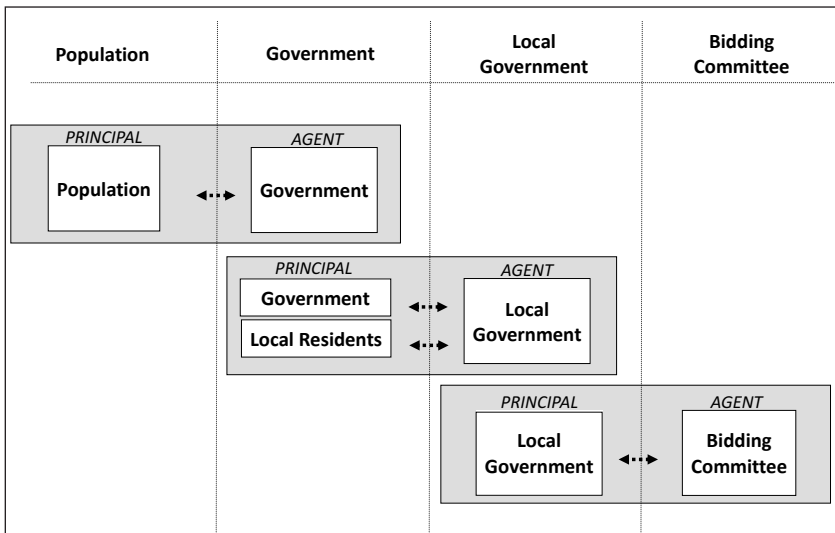 Population
Government
Local
Government
Bidding
Committee
PRINCIPAL
AGENT
Population
Government
PRINCIPAL
AGENT
Government
Local Residents
Local
Government
PRINCIPAL
AGENT
Local
Government
Bidding
Committee